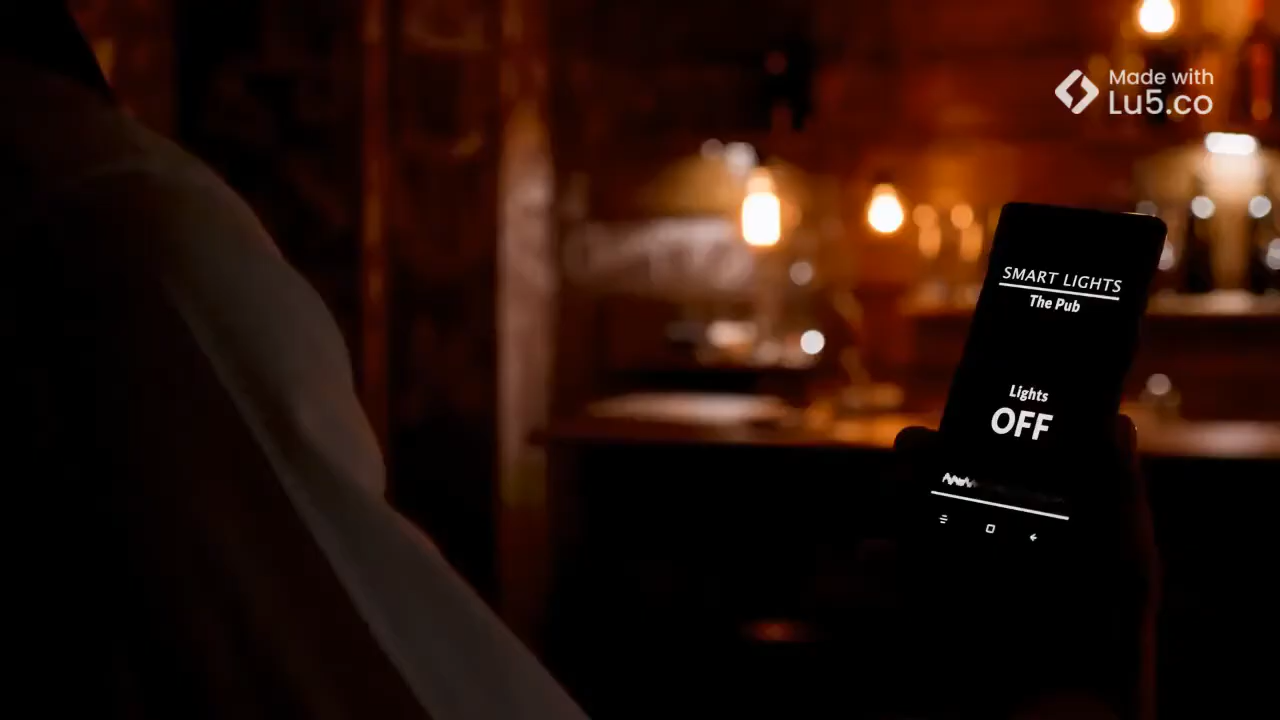 Made with
Lu5.co
SMART LIGHTS
The Pub
Lights
OFF